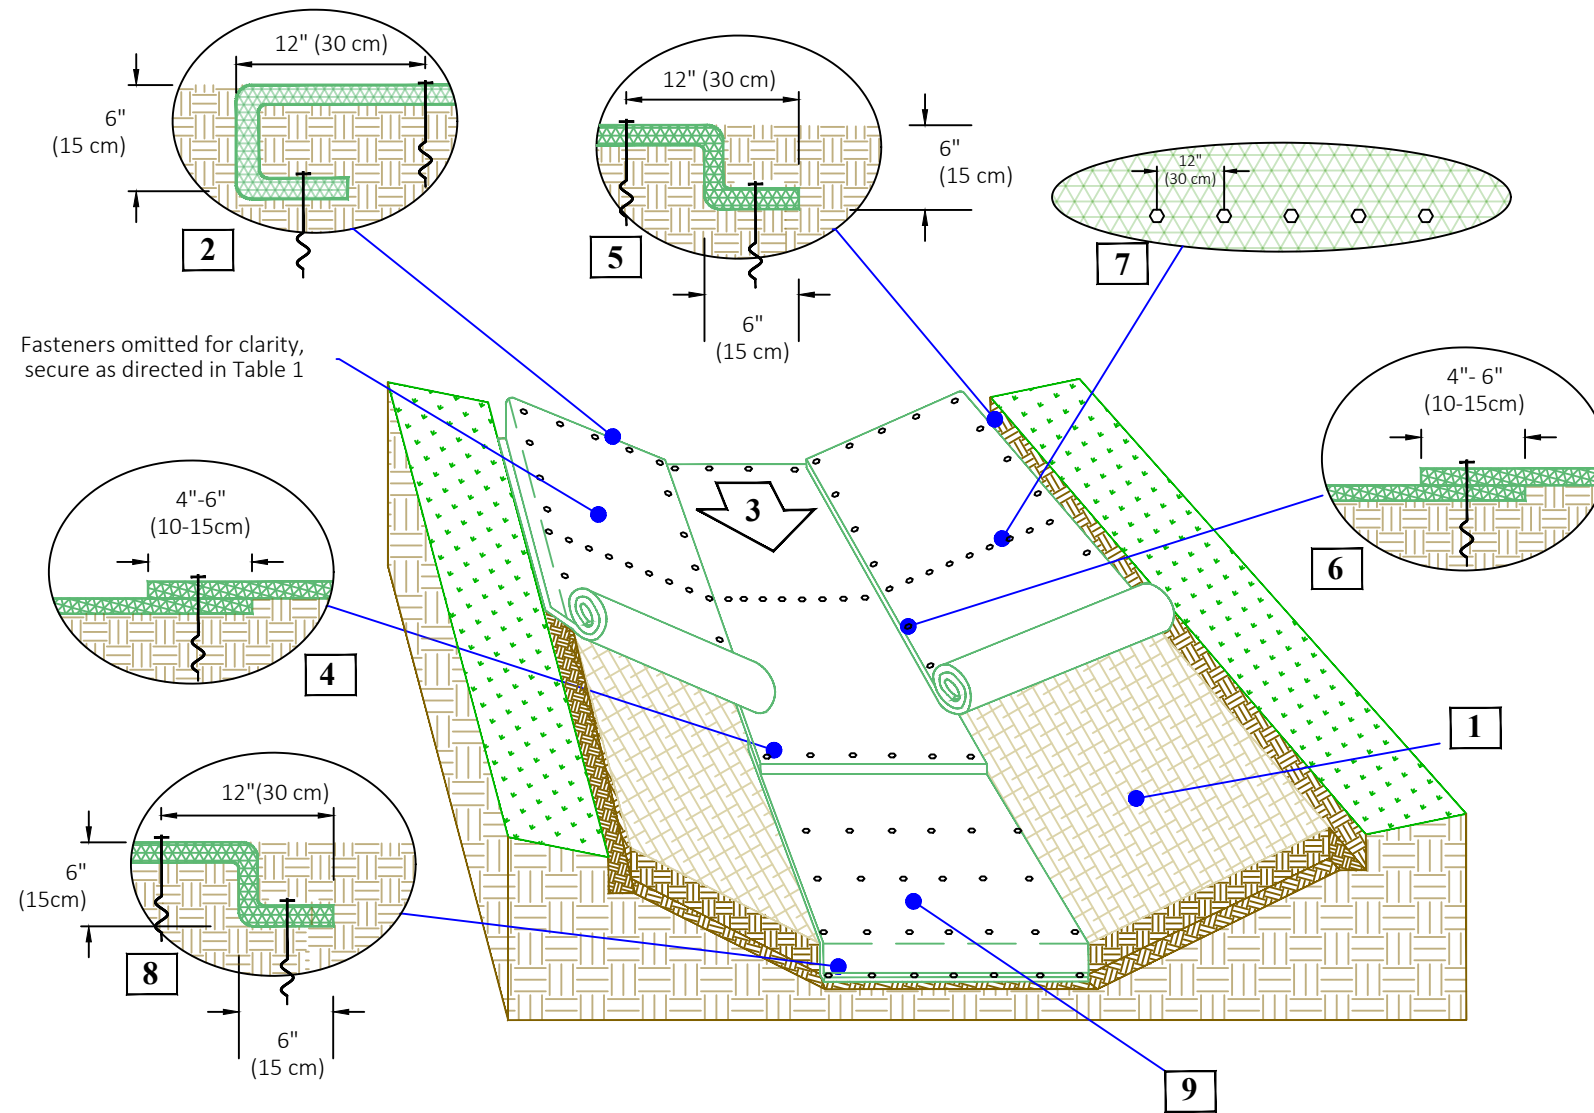 12" (30 cm)
6"
(15 cm)
2
12" (30 cm)
6"
(15 cm)
5
6"
(15 cm)
12"
(30 cm)
7
Fasteners omitted for clarity,
secure as directed in Table 1
4"- 6"
(10-15cm)
6
3
4"-6"
(10-15cm)
4
1
12"(30 cm)
6"
(15cm)
8
6"
(15 cm)
9